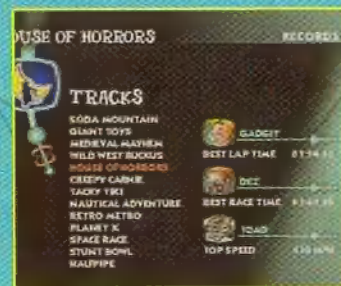 OUSE OF HORRORS
RECORDS
TRACKS
SODA MOUNTAIN
GIANT TOYS
MEDIEVAL MAYHEM
WILD WEST RUCKUS
HOUSE OF HORRORS
CREEPY CARNIE
TACKY TIKI
NAUTICAL ADVENTURE
RETRO METRO
PLANET X
SPACE RACE
STUNT BOWL
HALFPIPE
GADGET
BEST LAP TIME
DEZ
BEST RACE TIME
TOAD
TOP SPEED